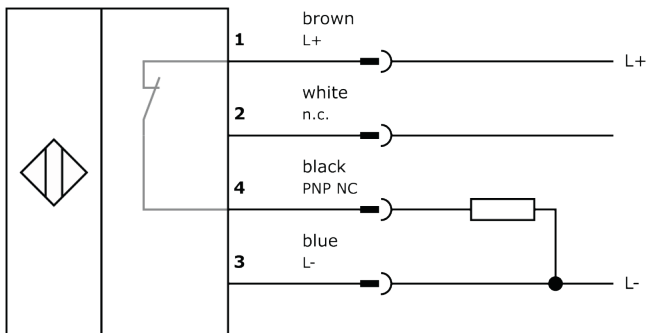 brown
1 L+ L+
white
2 n.c.
black
4 PNP NC
blue
3 L- L-